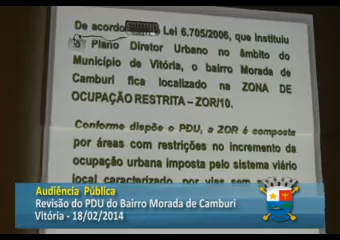 De acordo Lei 6.705/2006, que instituiu
o Plano Diretor Urbano no âmbito do
Município de Vitória, o bairro Morada de
Camburi fica localizado na ZONA DE
OCUPAÇÃO RESTRITA – ZOR/10.
Conforme dispõe o PDU, a ZOR é composta
por áreas com restrições no incremento da
ocupação urbana imposta pelo sistema viário
local caracterizado por vias sem
Audiência Pública
Revisão do PDU do Bairro Morada de Camburi
Vitória - 18/02/2014